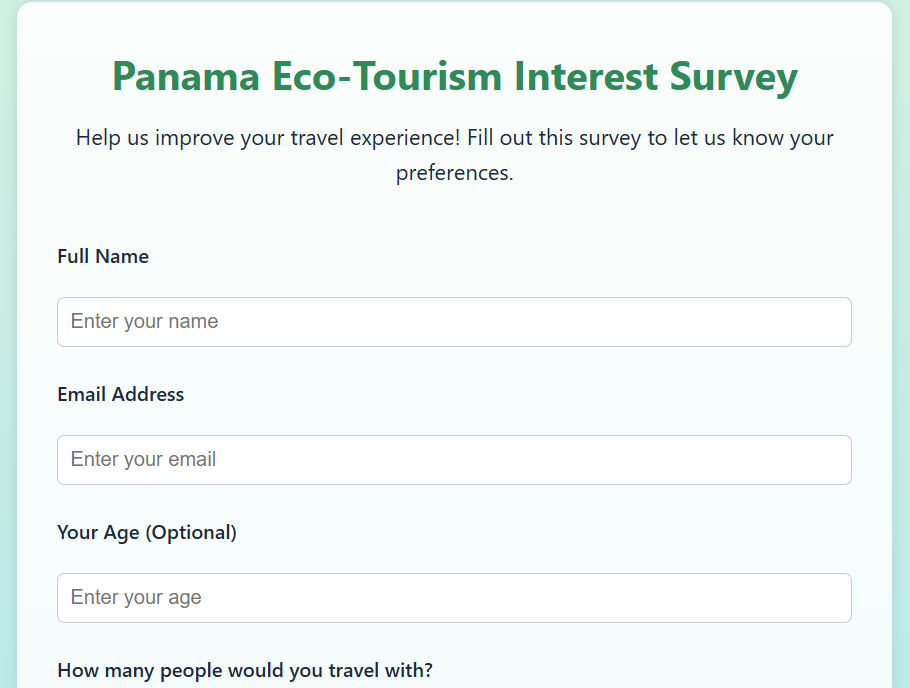 Panama Eco-Tourism Interest Survey
Help us improve your travel experience! Fill out this survey to let us know your
preferences.
Full Name
Enter your name
Email Address
Enter your email
Your Age (Optional)
Enter your age
How many people would you travel with?